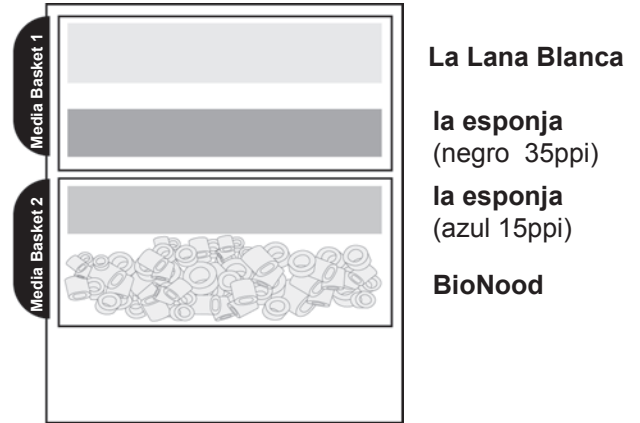 Media Basket 1
La Lana Blanca
la esponja
(negro 35ppi)
Media Basket 2
la esponja
(azul 15ppi)
BioNood